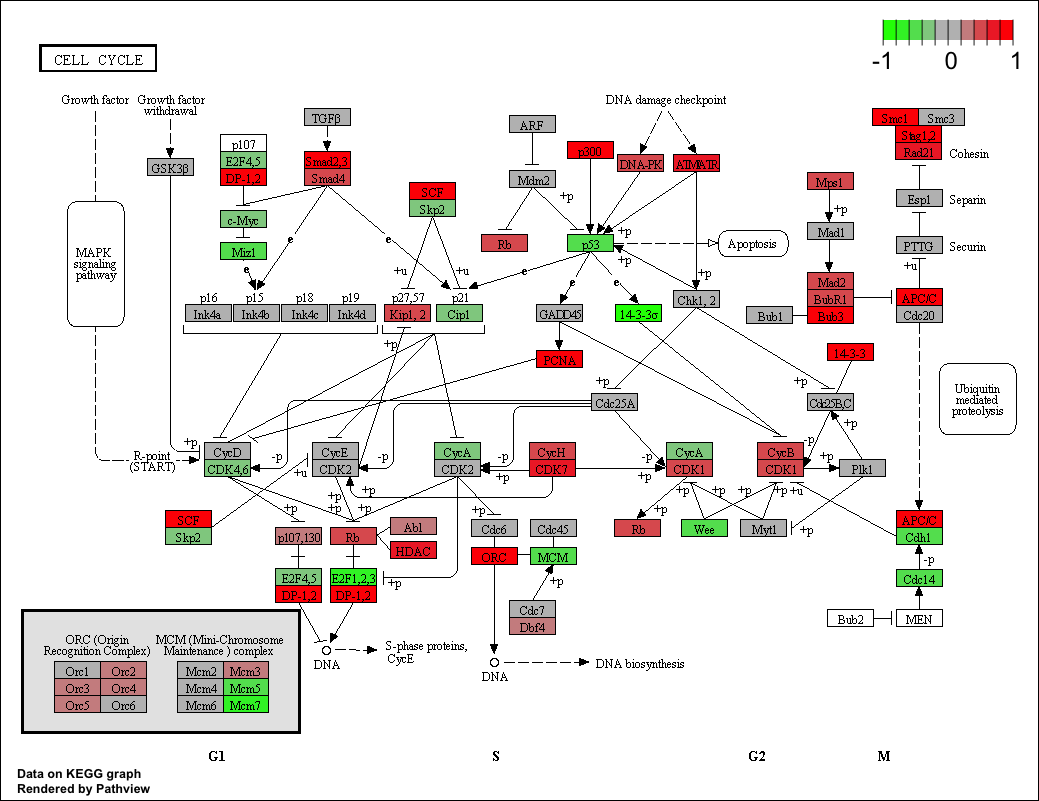 CELL CYCLE
-1 0 1
Growth factor
Growth factor
withdrawal
TGFβ
DNA damage checkpoint
ARF
p300
Smc1 Smc3
Stag1,2
Rad21
Cohesin
p107
E2F4,5
DP-1,2
GSK3β
Smad2,3
Smad4
DNA-PK
ATMATR
Mdm2
+p
SCF
Skp2
Mps1
+p
Esp1
Separin
c-Myc
Miz1
e
e
e
Rb
p53
+p
+p
Apoptosis
Mad1
PTTG
Securin
MAPK
signaling
pathway
+u
+u
e
e
e
+p
+u
Mad2
BubR1
Bub3
Bub1
APC/C
Cdc20
p16
Ink4a
p15
Ink4b
p18
Ink4c
p19
Ink4d
p27,57
Kip1, 2
p21
Cip1
GADD45
14-3-3σ
Chk1, 2
+p
PCNA
14-3-3
Ubiquitin
mediated
proteolysis
+p
+p
Cdc25A
Cdc25B,C
R-point
(START)
+p
CycD
CDK4,6
-p
CycE
CDK2
-p
CycA
CDK2
-p
+p
CycH
CDK7
-p
+p
CycA
CDK1
CycB
CDK1
-p
+p
+p
Plk1
+u
+p
+p
+p
+p
+p
+p
+p
+p
+p
+u
SCF
Skp2
p107,130
Rb
Abl
HDAC
Cdc6
Cdc45
ORC
MCM
Rb
Wee
Myt1
+p
APC/C
Cdh1
-p
E2F4,5
DP-1,2
E2F1,2,3
DP-1,2
+p
+p
Cdc7
Dbf4
Cdc14
Bub2
MEN
DNA
S-phase proteins,
CycE
DNA
DNA biosynthesis
ORC (Origin
Recognition Complex)
MCM (Mini-Chromosome
Maintenance ) complex
Orc1 Orc2 Mcm2 Mcm3
Orc3 Orc4 Mcm4 Mcm5
Orc5 Orc6 Mcm6 Mcm7
G1 S G2 M
Data on KEGG graph
Rendered by Pathview